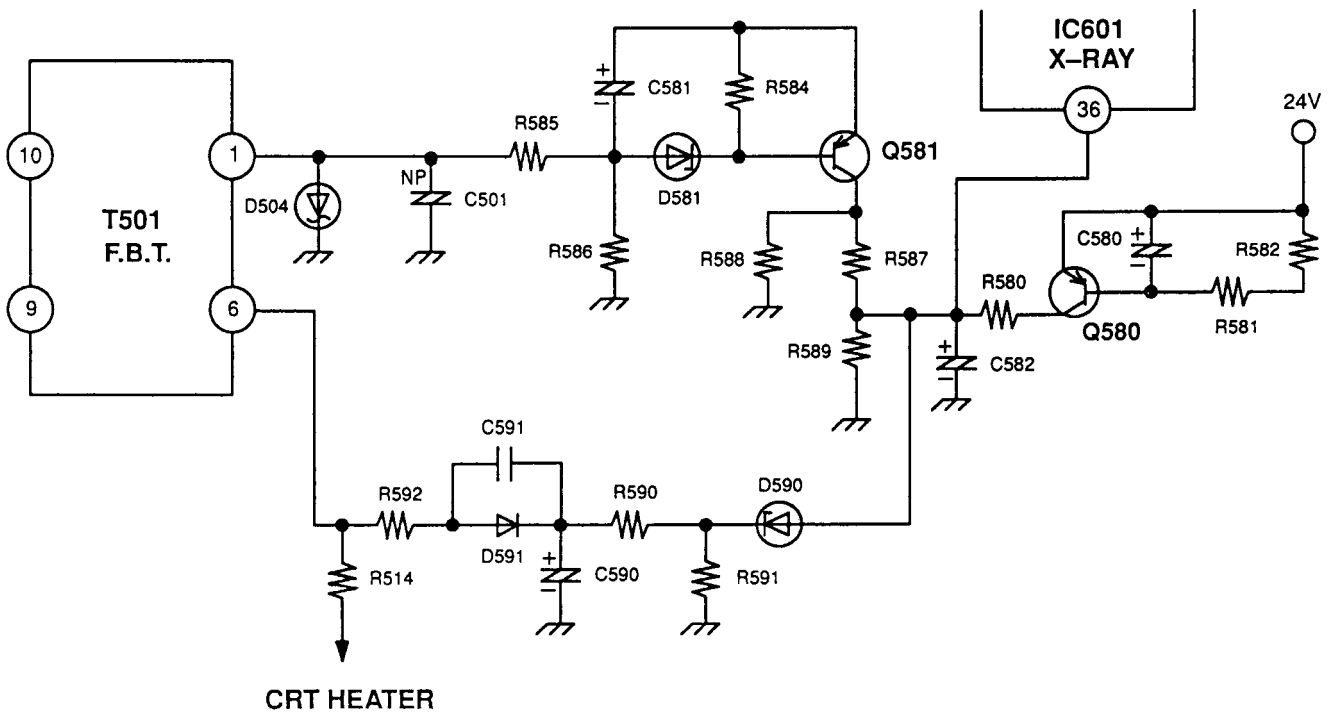 IC601
X–RAY
36
24V
+
–
C581
R584
R585
10
1
NP
C501
D504
D581
Q581
T501
F.B.T.
R586
R588
R587
C580
+
–
R582
R580
Q580
R581
9
6
R589
+
–
C582
C591
R592
R590
D590
D591
R514
+
–
C590
R591
CRT HEATER